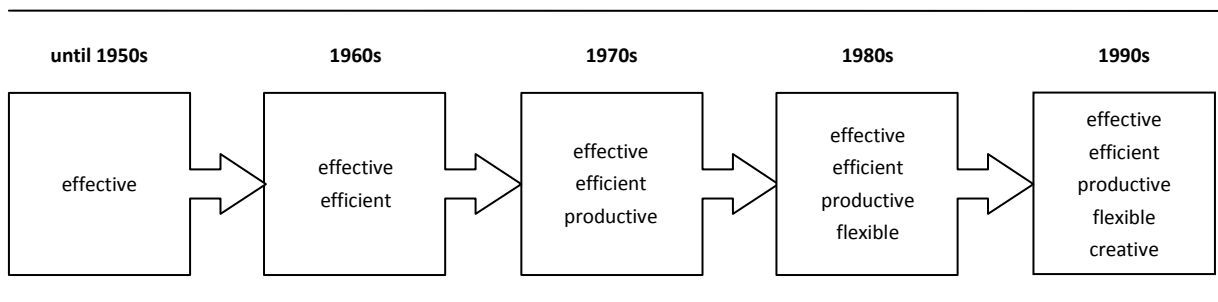 until 1950s
1960s
1970s
1980s
1990s
effective
effective
efficient
effective
efficient
productive
effective
efficient
productive
flexible
effective
efficient
productive
flexible
creative